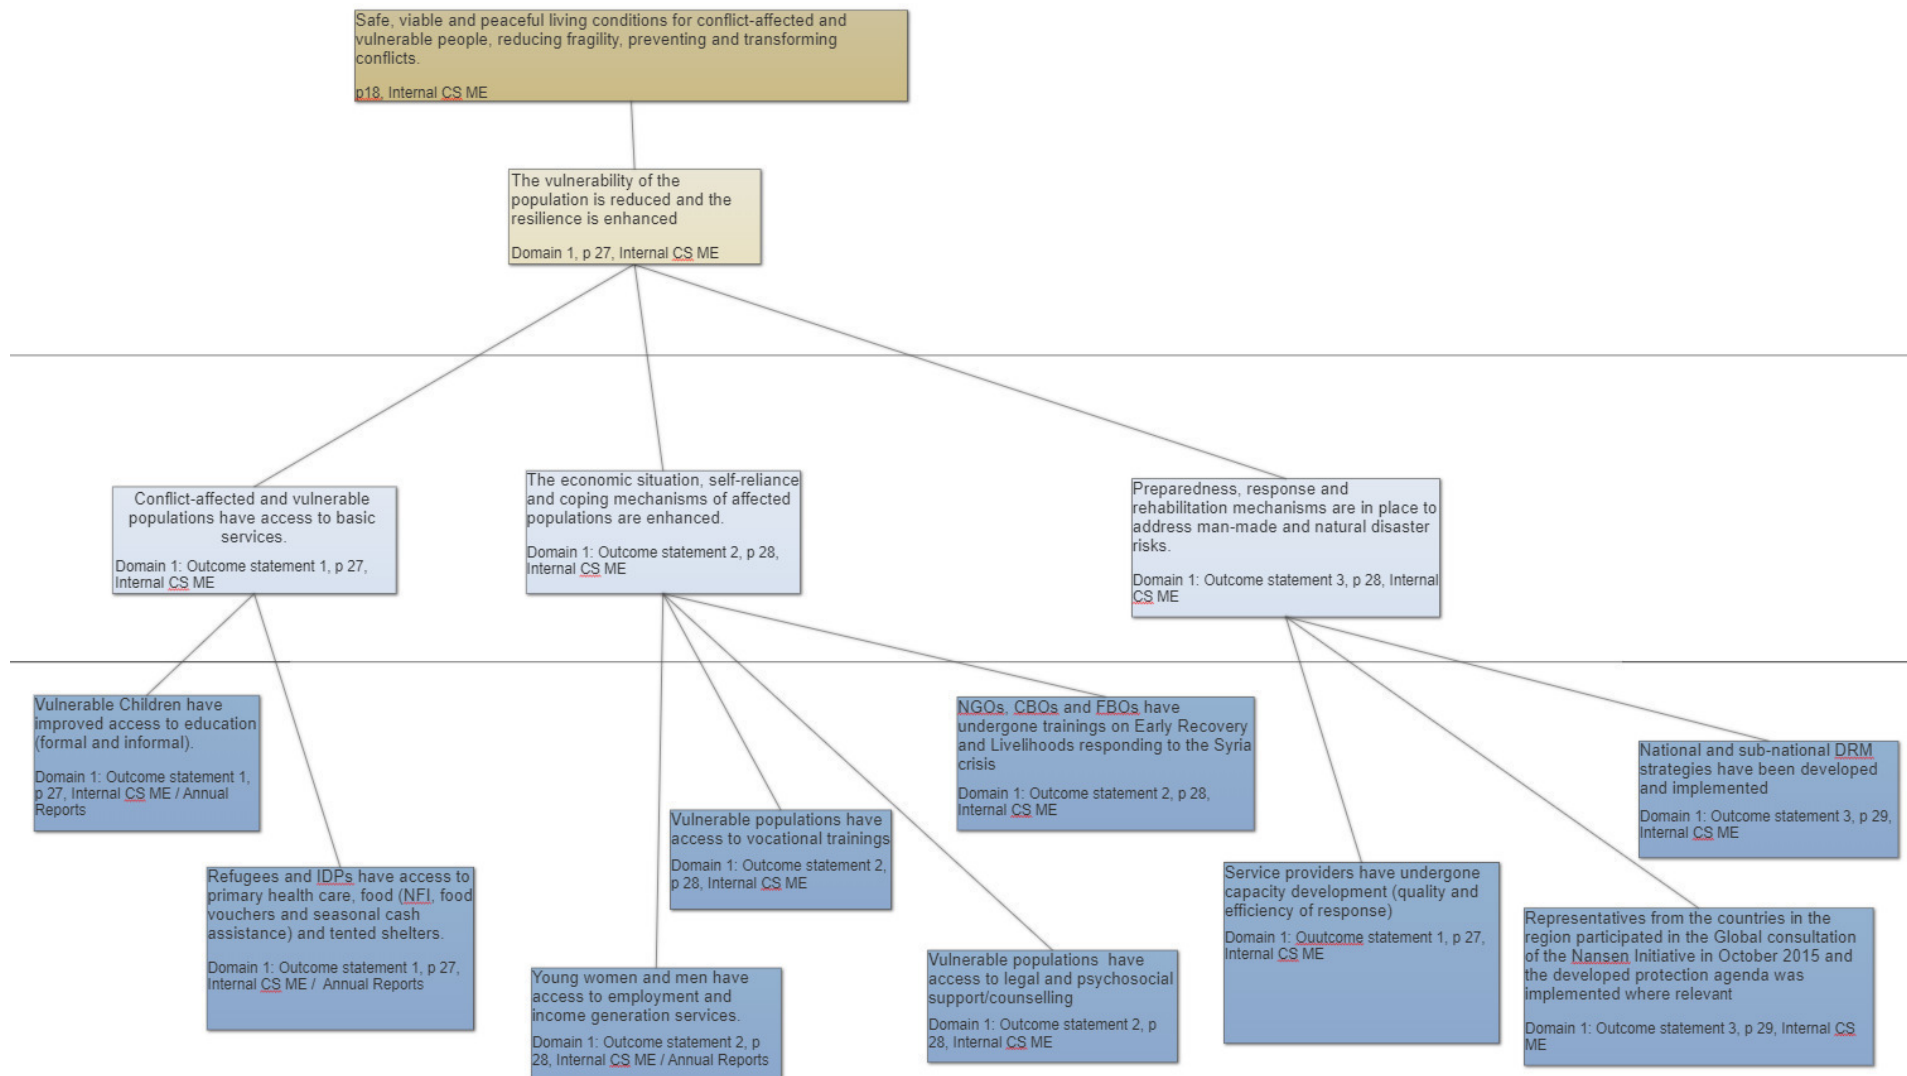 Safe, viable and peaceful living conditions for conflict-affected and
vulnerable people, reducing fragility, preventing and transforming
conflicts.
p18, Internal CS ME
The vulnerability of the
population is reduced and the
resilience is enhanced
Domain 1, p 27, Internal CS ME
Conflict-affected and vulnerable
populations have access to basic
services.
Domain 1: Outcome statement 1, p 27,
Internal CS ME
The economic situation, self-reliance
and coping mechanisms of affected
populations are enhanced.
Domain 1: Outcome statement 2, p 28,
Internal CS ME
Preparedness, response and
rehabilitation mechanisms are in place to
address man-made and natural disaster
risks.
Domain 1: Outcome statement 3, p 28, Internal
CS ME
Vulnerable Children have
improved access to education
(formal and informal).
Domain 1: Outcome statement 1,
p 27, Internal CS ME / Annual
Reports
Refugees and IDPs have access to
primary health care, food (NFI, food
vouchers and seasonal cash
assistance) and tented shelters.
Domain 1: Outcome statement 1, p 27,
Internal CS ME / Annual Reports
Young women and men have
access to employment and
income generation services.
Domain 1: Outcome statement 2, p
28, Internal CS ME / Annual Reports
Vulnerable populations have
access to vocational trainings
Domain 1: Outcome statement 2,
p 28, Internal CS ME
Vulnerable populations have
access to legal and psychosocial
support/counselling
Domain 1: Outcome statement 2, p
28, Internal CS ME
NGOs, CBOs and FBOs have
undergone trainings on Early Recovery
and Livelihoods responding to the Syria
crisis
Domain 1: Outcome statement 2, p 28,
Internal CS ME
Service providers have undergone
capacity development (quality and
efficiency of response)
Domain 1: Ouutcome statement 1, p 27,
Internal CS ME
Representatives from the countries in the
region participated in the Global consultation
of the Nansen Initiative in October 2015 and
the developed protection agenda was
implemented where relevant
Domain 1: Outcome statement 3, p 29, Internal CS
ME
National and sub-national DRM
strategies have been developed
and implemented
Domain 1: Outcome statement 3, p 29,
Internal CS ME